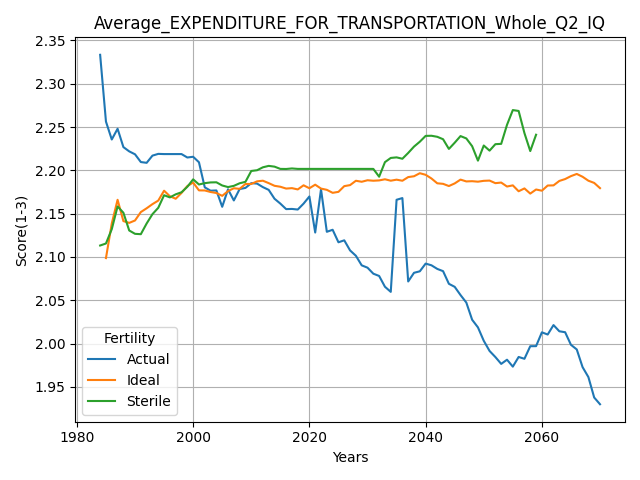 Average_EXPENDITURE_FOR_TRANSPORTATION_Whole_Q2_IQ
2.35
2.30
2.25
2.20
2.15
2.10
2.05
2.00
1.95
Score(1-3)
Fertility
Actual
Ideal
Sterile
1980 2000 2020 2040 2060
Years